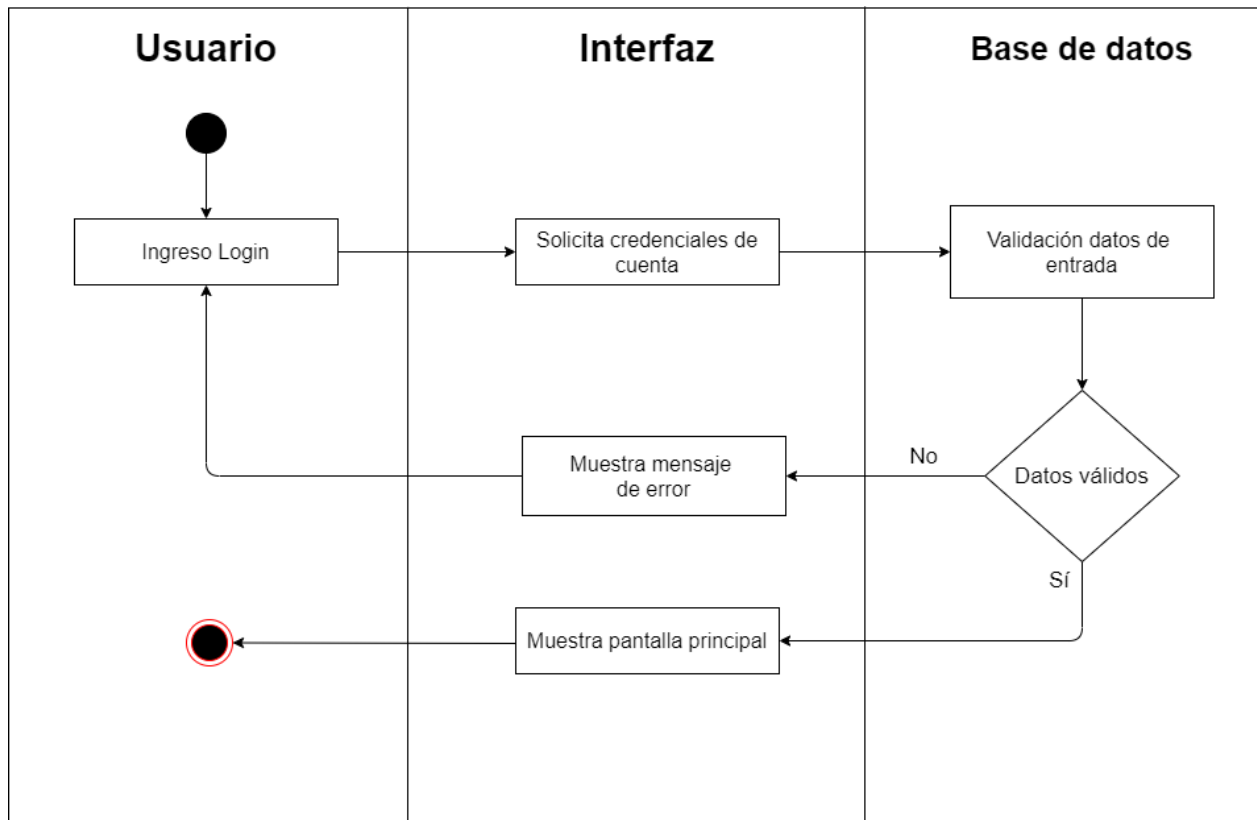 Usuario
Interfaz
Base de datos
Ingreso Login
Solicita credenciales de
cuenta
Validación datos de
entrada
Muestra mensaje
de error
No
Datos válidos
Sí
Muestra pantalla principal